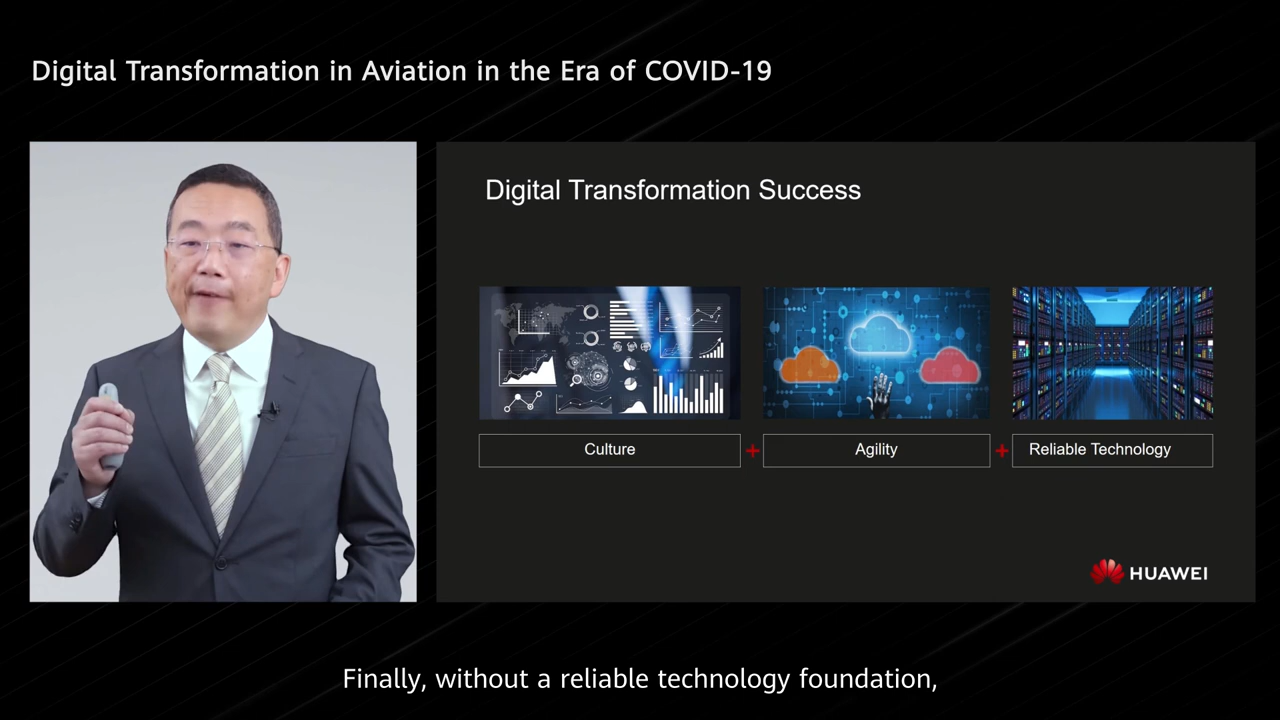 Digital Transformation in Aviation in the Era of COVID-19
Digital Transformation Success
Culture
+
Agility
+
Reliable Technology
HUAWEI
Finally, without a reliable technology foundation,